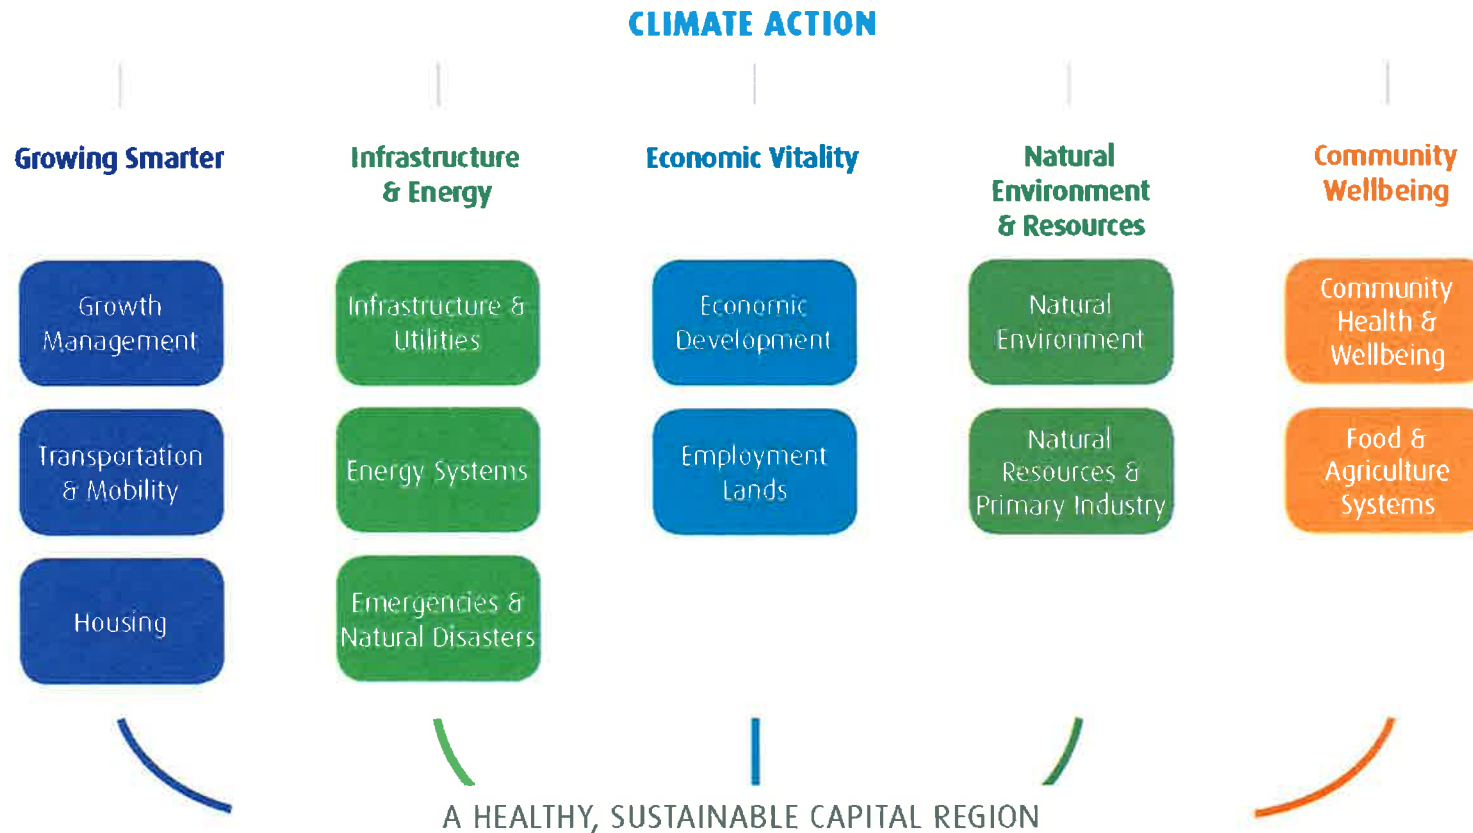 CLIMATE ACTION
Growing Smarter
Infrastructure
& Energy
Economic Vitality
Natural
Environment
& Resources
Community
Wellbeing
Growth
Management
Transportation
& Mobility
Housing
Infrastructure &
Utilities
Energy Systems
Emergencies &
Natural Disasters
Economic
Development
Employment
Lands
Natural
Environment
Natural
Resources &
Primary Industry
Community
Health &
Wellbeing
Food &
Agriculture
Systems
A HEALTHY, SUSTAINABLE CAPITAL REGION